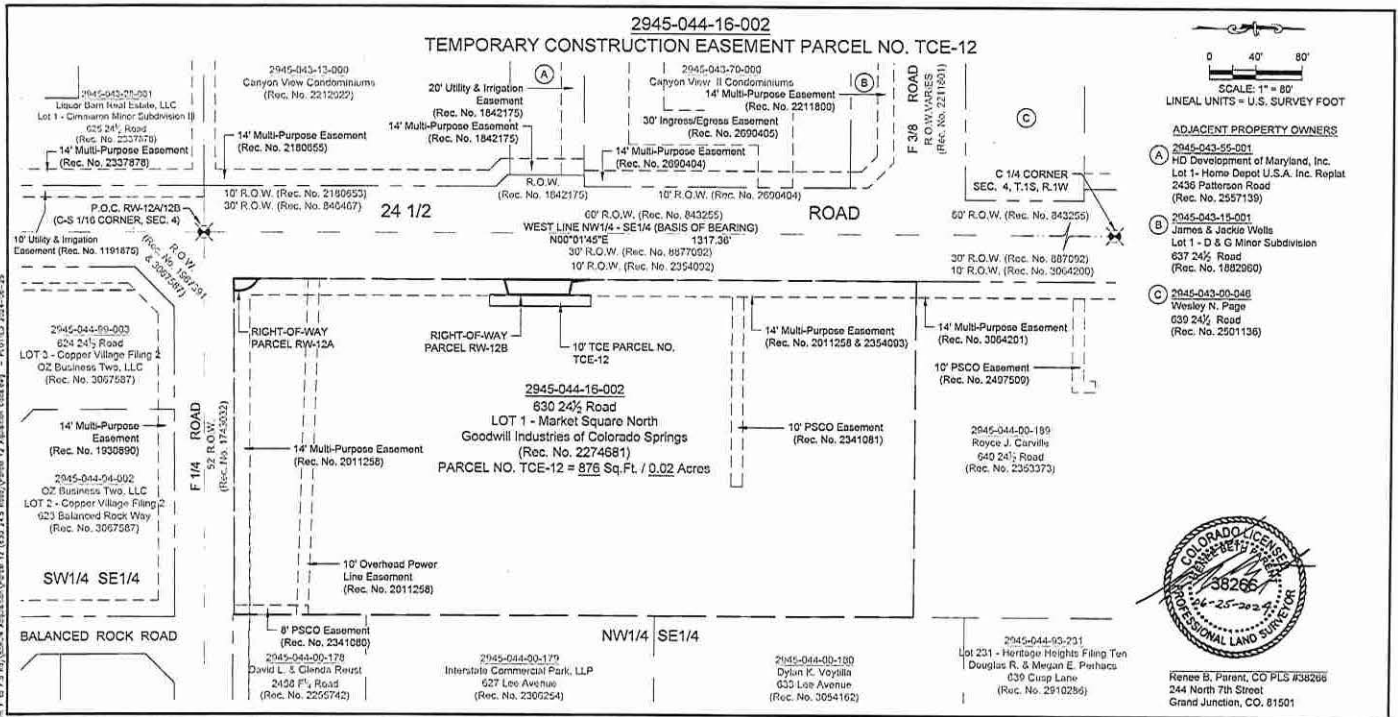 2945-044-16-002
TEMPORARY CONSTRUCTION EASEMENT PARCEL NO. TCE-12
2945-043-28-001
Liquor Barn Real Estate, LLC
Lot 1 - Cimmaron Minor Subdivision II
625 24½ Road
(Rec. No. 2337878)
14' Multi-Purpose Easement
(Rec. No. 2337878)
2945-043-13-000
Canyon View Condominiums
(Rec. No. 2212022)
14' Multi-Purpose Easement
(Rec. No. 2180655)
20' Utility & Irrigation
Easement
(Rec. No. 1842175)
14' Multi-Purpose Easement
(Rec. No. 1842175)
A
2945-043-70-000
Canyon View II Condominiums
14' Multi-Purpose Easement
(Rec. No. 2211800)
30' Ingress/Egress Easement
(Rec. No. 2690405)
14' Multi-Purpose Easement
(Rec. No. 2690404)
B
F 3/8 ROAD
R.O.W. VARIES
(Rec. No. 2211801)
C
C 1/4 CORNER
SEC. 4, T.1S, R.1W
0 40' 80'
SCALE: 1" = 80'
LINEAL UNITS = U.S. SURVEY FOOT
ADJACENT PROPERTY OWNERS
A 2945-043-55-001
HD Development of Maryland, Inc.
Lot 1- Home Depot U.S.A. Inc. Replat
2436 Patterson Road
(Rec. No. 2557139)
B 2945-043-15-001
James & Jackie Wells
Lot 1 - D & G Minor Subdivision
637 24½ Road
(Rec. No. 1882960)
C 2945-043-00-046
Wesley N. Page
639 24½ Road
(Rec. No. 2501136)
R.O.W.
(Rec. No. 1842175)
10' R.O.W. (Rec. No. 2180653)
30' R.O.W. (Rec. No. 846467)
10' R.O.W. (Rec. No. 2690404)
24 1/2 ROAD
P.O.C. RW-12A/12B
(C-S 1/16 CORNER, SEC. 4)
10' Utility & Irrigation
Easement (Rec. No. 1191875)
R.O.W.
(Rec. No. 1967391
& 3067587)
60' R.O.W. (Rec. No. 843255)
WEST LINE NW1/4 - SE1/4 (BASIS OF BEARING)
N00°01'45"E 1317.36'
30' R.O.W. (Rec. No. 8877092)
10' R.O.W. (Rec. No. 2354092)
60' R.O.W. (Rec. No. 843255)
30' R.O.W. (Rec. No. 887092)
10' R.O.W. (Rec. No. 3064200)
RIGHT-OF-WAY
PARCEL RW-12A
RIGHT-OF-WAY
PARCEL RW-12B
10' TCE PARCEL NO.
TCE-12
14' Multi-Purpose Easement
(Rec. No. 2011258 & 2354093)
14' Multi-Purpose Easement
(Rec. No. 3064201)
10' PSCO Easement
(Rec. No. 2497509)
2945-044-99-003
624 24½ Road
LOT 3 - Copper Village Filing 2
OZ Business Two, LLC
(Rec. No. 3067587)
14' Multi-Purpose
Easement
(Rec. No. 1930890)
2945-044-04-002
OZ Business Two, LLC
LOT 2 - Copper Village Filing 2
623 Balanced Rock Way
(Rec. No. 3067587)
SW1/4 SE1/4
BALANCED ROCK ROAD
F 1/4 ROAD
52' R.O.W.
(Rec. No. 1743032)
14' Multi-Purpose Easement
(Rec. No. 2011258)
2945-044-16-002
630 24½ Road
LOT 1 - Market Square North
Goodwill Industries of Colorado Springs
(Rec. No. 2274681)
PARCEL NO. TCE-12 = 876 Sq.Ft. / 0.02 Acres
10' PSCO Easement
(Rec. No. 2341081)
2945-044-00-189
Royce J. Carville
640 24½ Road
(Rec. No. 2353373)
10' Overhead Power
Line Easement
(Rec. No. 2011258)
8' PSCO Easement
(Rec. No. 2341080)
NW1/4 SE1/4
2945-044-00-178
David L. & Glenda Reust
2458 F¼ Road
(Rec. No. 2255742)
2945-044-00-179
Interstate Commercial Park, LLP
627 Lee Avenue
(Rec. No. 2306254)
2945-044-00-180
Dylan K. Voytilla
633 Lee Avenue
(Rec. No. 3054162)
2945-044-93-231
Lot 231 - Heritage Heights Filing Ten
Douglas R. & Megan E. Perhacs
639 Cusp Lane
(Rec. No. 2910286)
COLORADO LICENSED
RENEE BETH PARENT
38266
06-25-2024
PROFESSIONAL LAND SURVEYOR
Renee B. Parent, CO PLS #38266
244 North 7th Street
Grand Junction, CO. 81501